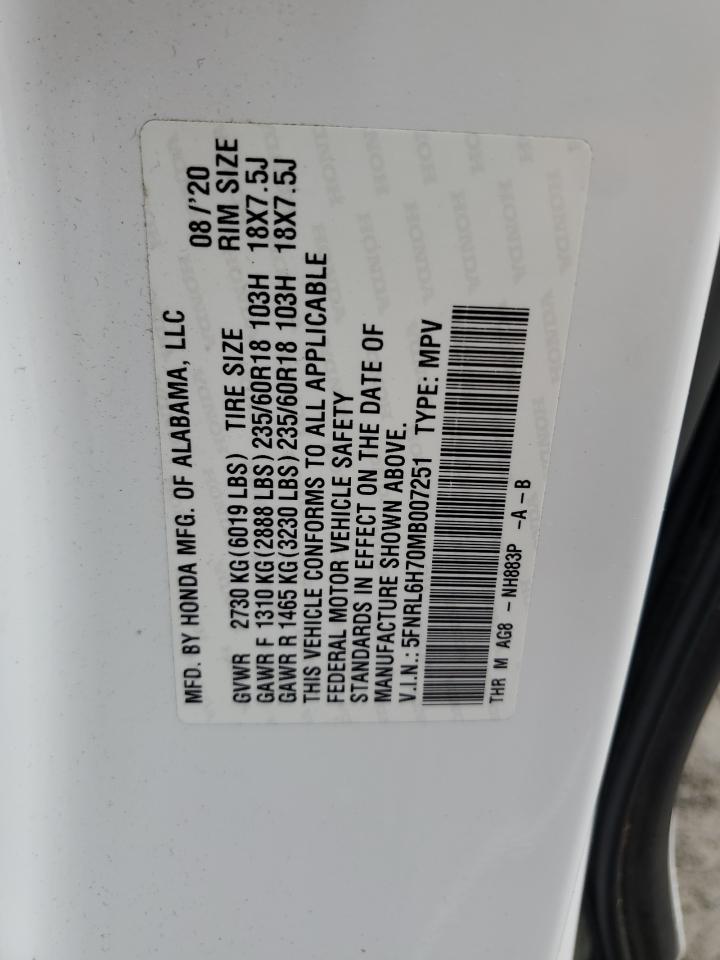 MFD. BY HONDA MFG. OF ALABAMA, LLC 08/'20
GVWR 2730 KG(6019 LBS) TIRE SIZE RIM SIZE
GAWR F 1310 KG(2888 LBS)235/60R18 103H 18X7.5J
GAWR R 1465 KG(3230 LBS)235/60R18 103H 18X7.5J
THIS VEHICLE CONFORMS TO ALL APPLICABLE
FEDERAL MOTOR VEHICLE SAFETY
STANDARDS IN EFFECT ON THE DATE OF
MANUFACTURE SHOWN ABOVE.
V.I.N.: 5FNRL6H70MB007251 TYPE: MPV
THR M AG8 - NH883P -A-B